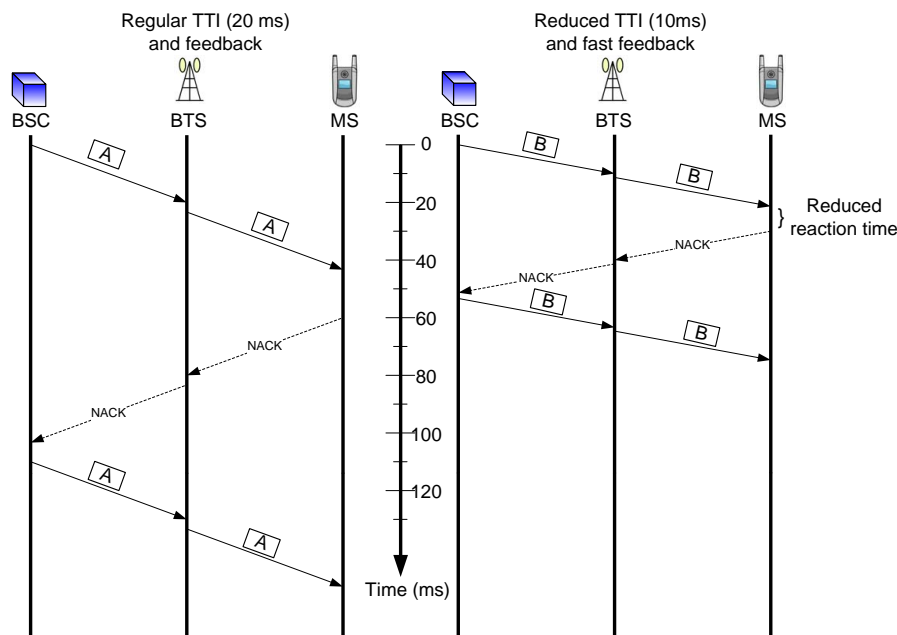 Regular TTI (20 ms)
and feedback
Reduced TTI (10ms)
and fast feedback
BSC
BTS
MS
BSC
BTS
MS
A
A
NACK
NACK
A
A
0
20
40
60
80
100
120
Time (ms)
B
B
Reduced
reaction time
NACK
NACK
B
B